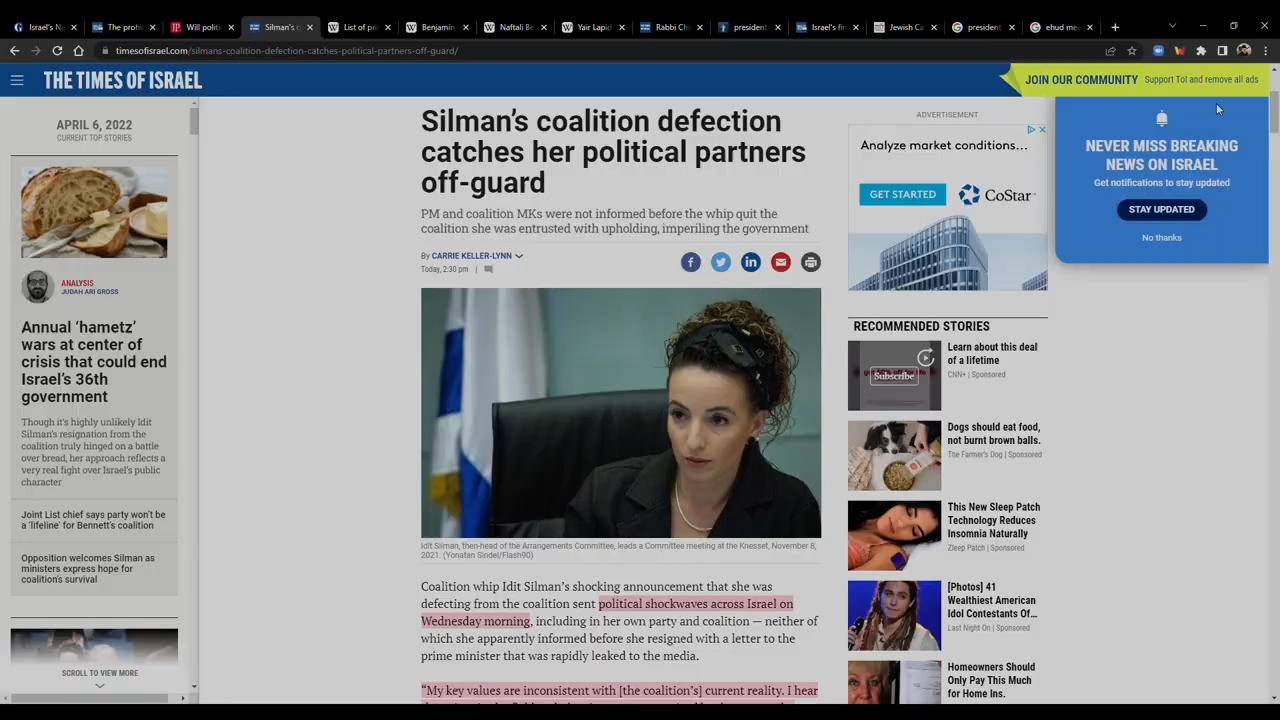 Israel's Ne
The prohi
Will politi
Silman's c
List of pri
Benjamin
Naftali Be
Yair Lapid
Rabbi Ch
president
Israel's fin
Jewish Ca
president
ehud me
timesofisrael.com/silmans-coalition-defection-catches-political-partners-off-guard/
THE TIMES OF ISRAEL
JOIN OUR COMMUNITY Support ToI and remove all ads
APRIL 6, 2022
CURRENT TOP STORIES
ANALYSIS
JUDAH ARI GROSS
Annual ‘hametz’
wars at center of
crisis that could end
Israel’s 36th
government
Though it's highly unlikely Idit
Silman's resignation from the
coalition truly hinged on a battle
over bread, her approach reflects a
very real fight over Israel's public
character
Joint List chief says party won't be
a 'lifeline' for Bennett's coalition
Opposition welcomes Silman as
ministers express hope for
coalition's survival
SCROLL TO VIEW MORE
Silman’s coalition defection
catches her political partners
off-guard
PM and coalition MKs were not informed before the whip quit the
coalition she was entrusted with upholding, imperiling the government
By CARRIE KELLER-LYNN
Today, 2:30 pm |
Idit Silman, then-head of the Arrangements Committee, leads a Committee meeting at the Knesset, November 8,
2021. (Yonatan Sindel/Flash90)
Coalition whip Idit Silman’s shocking announcement that she was
defecting from the coalition sent political shockwaves across Israel on
Wednesday morning, including in her own party and coalition — neither of
which she apparently informed before she resigned with a letter to the
prime minister that was rapidly leaked to the media.
“My key values are inconsistent with [the coalition’s] current reality. I hear
ADVERTISEMENT
Analyze market conditions...
GET STARTED
CoStar
RECOMMENDED STORIES
Subscribe
Learn about this deal
of a lifetime
CNN+ | Sponsored
Dogs should eat food,
not burnt brown balls.
The Farmer's Dog | Sponsored
This New Sleep Patch
Technology Reduces
Insomnia Naturally
Zleep Patch | Sponsored
[Photos] 41
Wealthiest American
Idol Contestants Of...
Last Night On | Sponsored
Homeowners Should
Only Pay This Much
for Home Ins.
NEVER MISS BREAKING
NEWS ON ISRAEL
Get notifications to stay updated
STAY UPDATED
No thanks